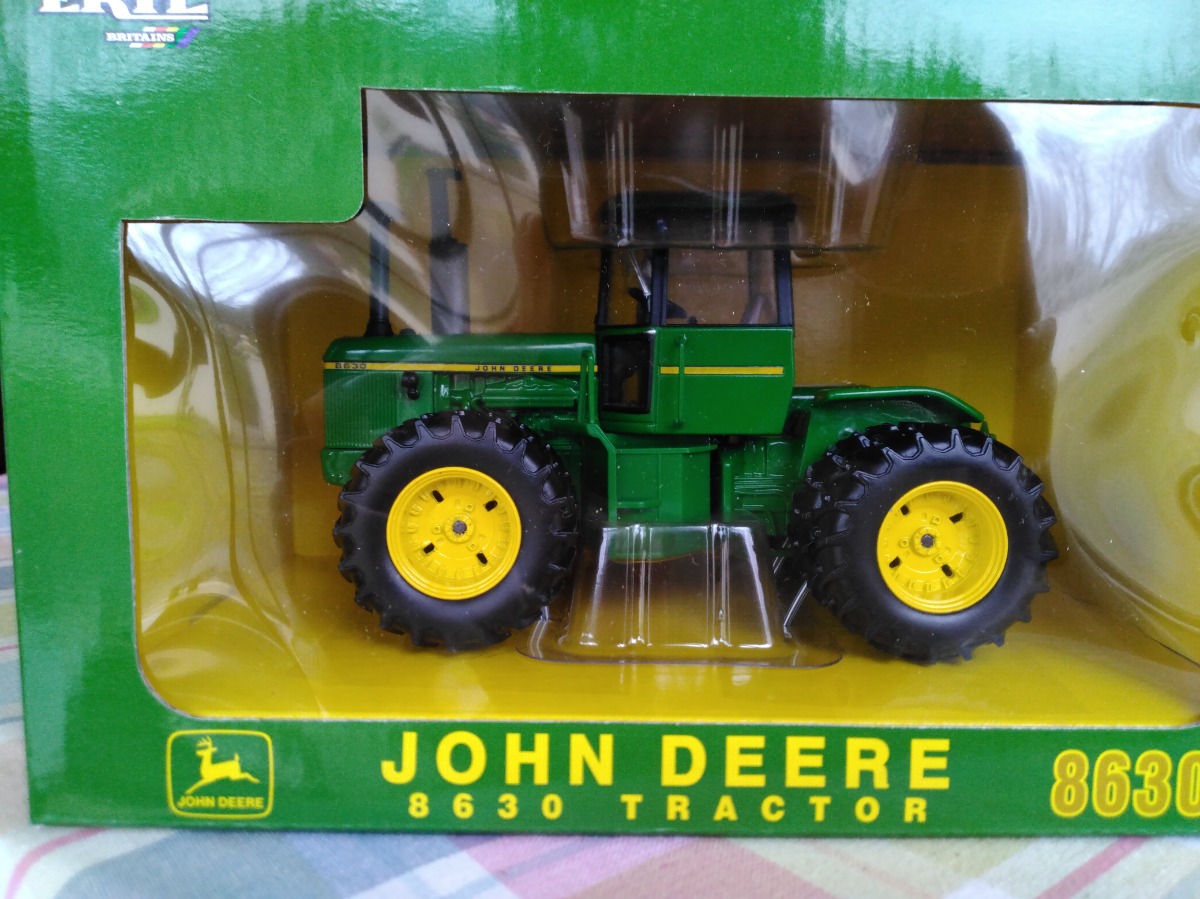 ERTL
BRITAINS
8630
JOHN DEERE
JOHN DEERE
JOHN DEERE
8630 TRACTOR
8630